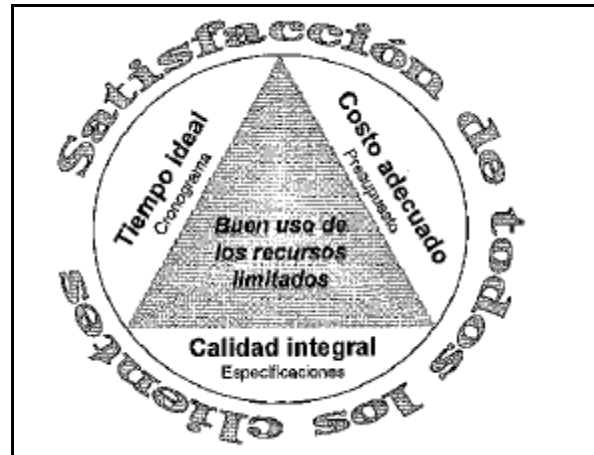 Satisfacción de todos los clientes
Tiempo ideal
Cronograma
Costo adecuado
Presupuesto
Buen uso de
los recursos
limitados
Calidad integral
Especificaciones